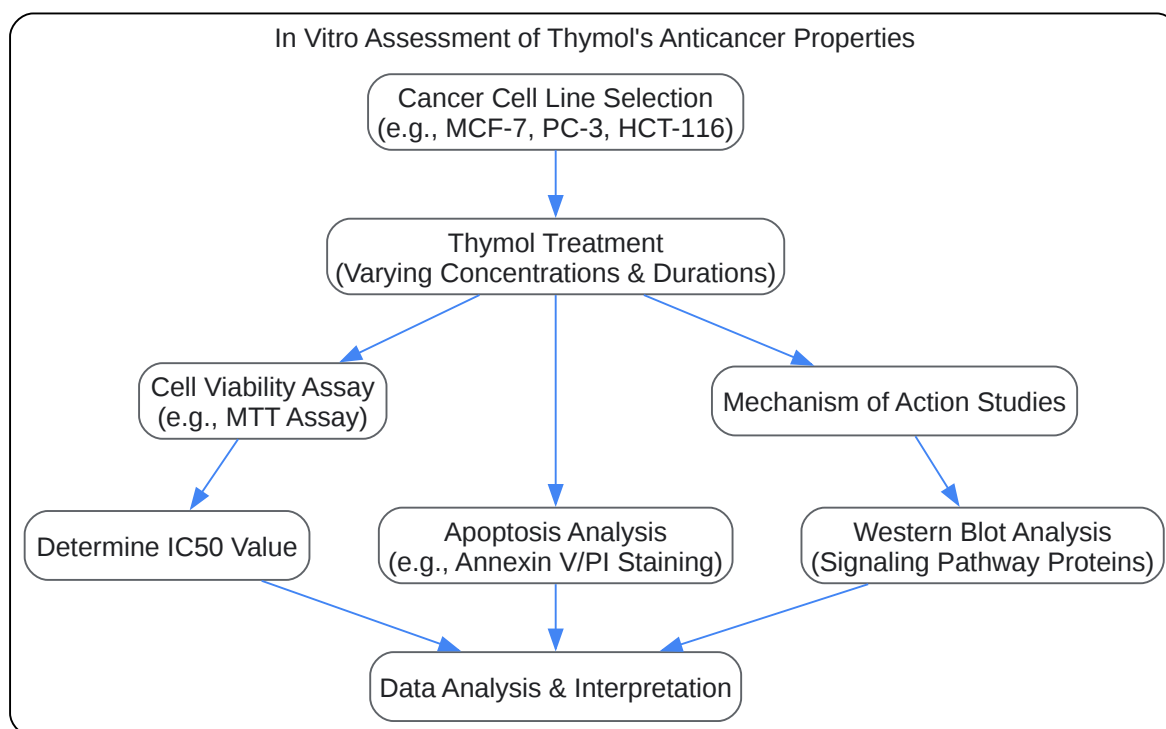 In Vitro Assessment of Thymol's Anticancer Properties
Cancer Cell Line Selection
(e.g., MCF-7, PC-3, HCT-116)
Thymol Treatment
(Varying Concentrations & Durations)
Cell Viability Assay
(e.g., MTT Assay)
Mechanism of Action Studies
Determine IC50 Value
Apoptosis Analysis
(e.g., Annexin V/PI Staining)
Western Blot Analysis
(Signaling Pathway Proteins)
Data Analysis & Interpretation